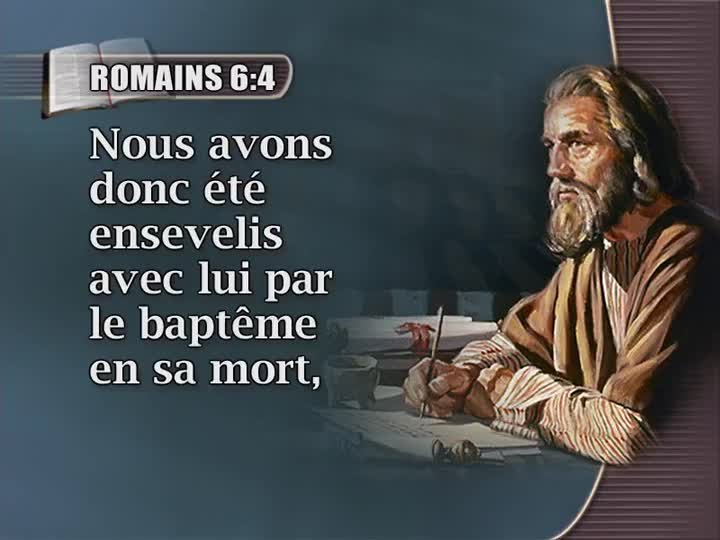 ROMAINS 6:4
Nous avons
donc été
ensevelis
avec lui par
le baptême
en sa mort,